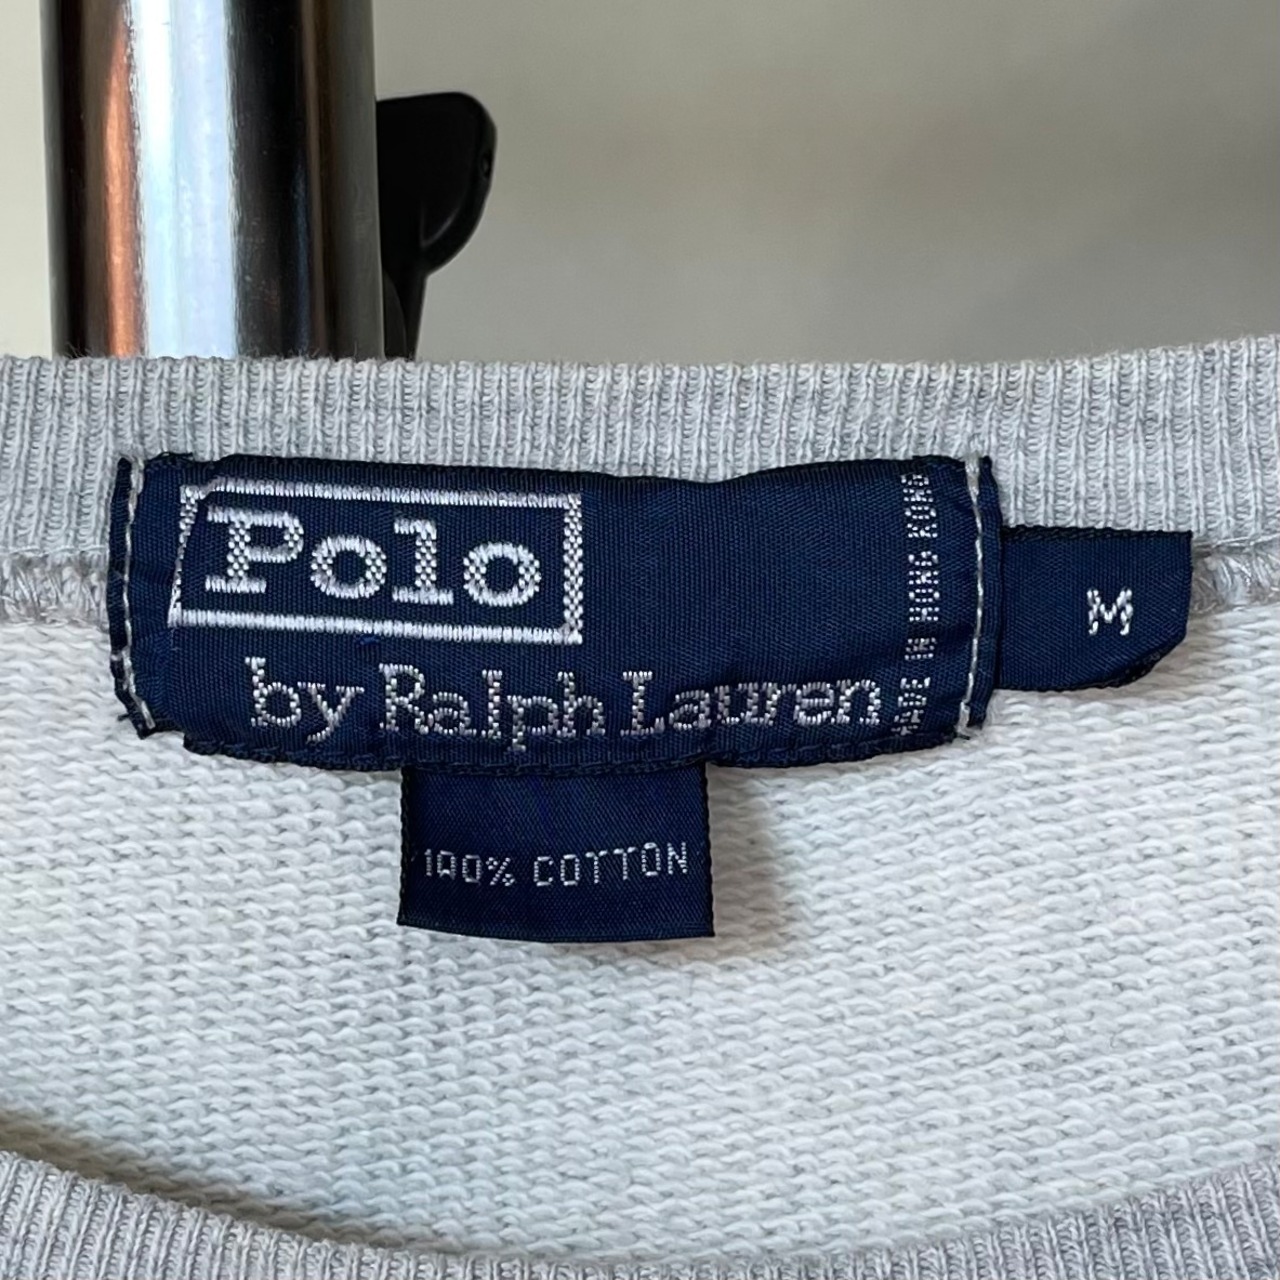 Polo
by Ralph Lauren
MADE IN HONG KONG
M
100% COTTON